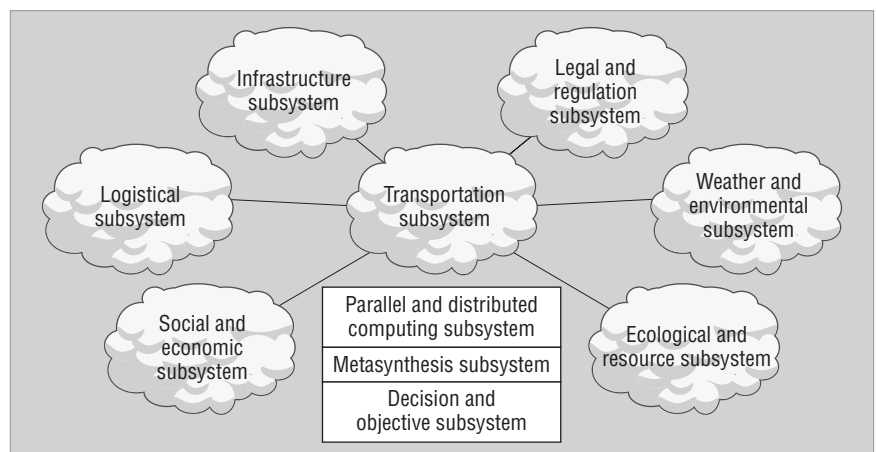 Infrastructure
subsystem
Legal and
regulation
subsystem
Logistical
subsystem
Transportation
subsystem
Weather and
environmental
subsystem
Social and
economic
subsystem
Parallel and distributed
computing subsystem
Metasynthesis subsystem
Decision and
objective subsystem
Ecological and
resource subsystem